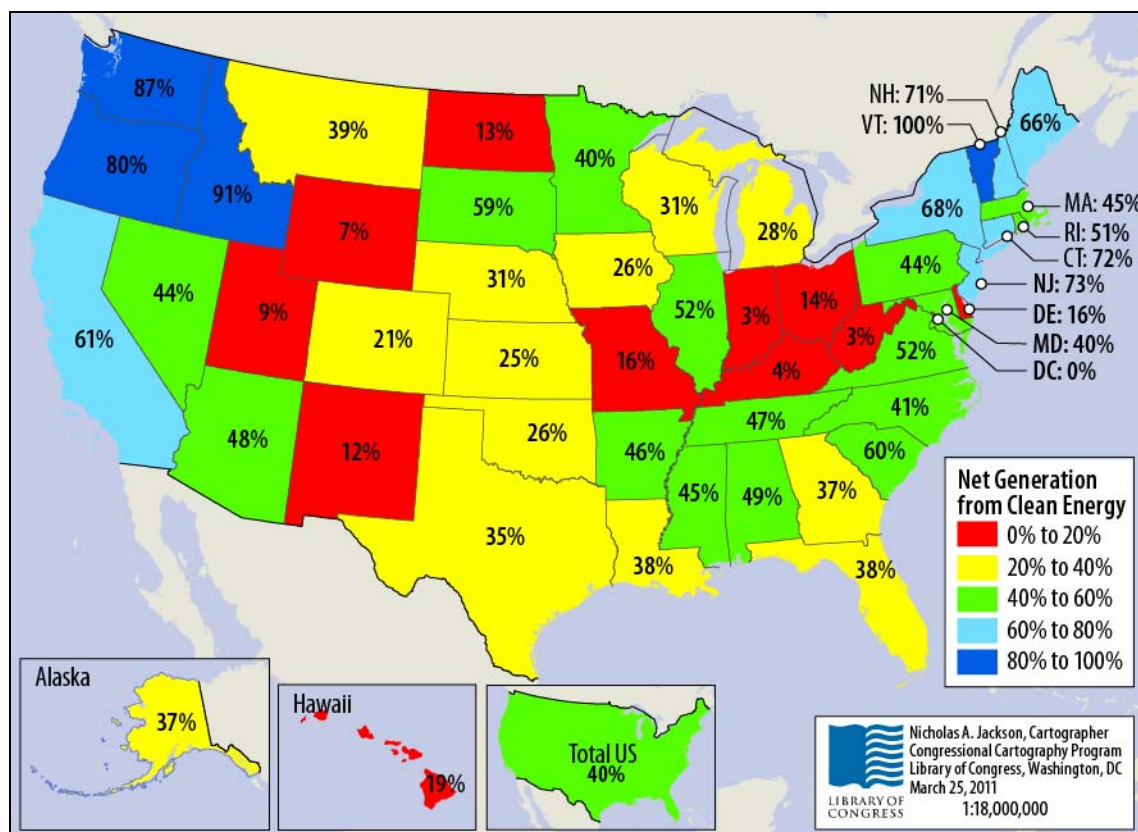 87%
39%
13%
40%
NH: 71%
VT: 100%
66%
80%
91%
7%
59%
31%
28%
68%
MA: 45%
RI: 51%
CT: 72%
NJ: 73%
DE: 16%
MD: 40%
DC: 0%
61%
44%
9%
21%
31%
26%
52%
3%
14%
44%
3%
52%
25%
16%
4%
48%
12%
26%
46%
47%
41%
60%
45%
49%
37%
35%
38%
38%
Net Generation
from Clean Energy
0% to 20%
20% to 40%
40% to 60%
60% to 80%
80% to 100%
Alaska
37%
Hawaii
19%
Total US
40%
LIBRARY OF
CONGRESS
Nicholas A. Jackson, Cartographer
Congressional Cartography Program
Library of Congress, Washington, DC
March 25, 2011
1:18,000,000